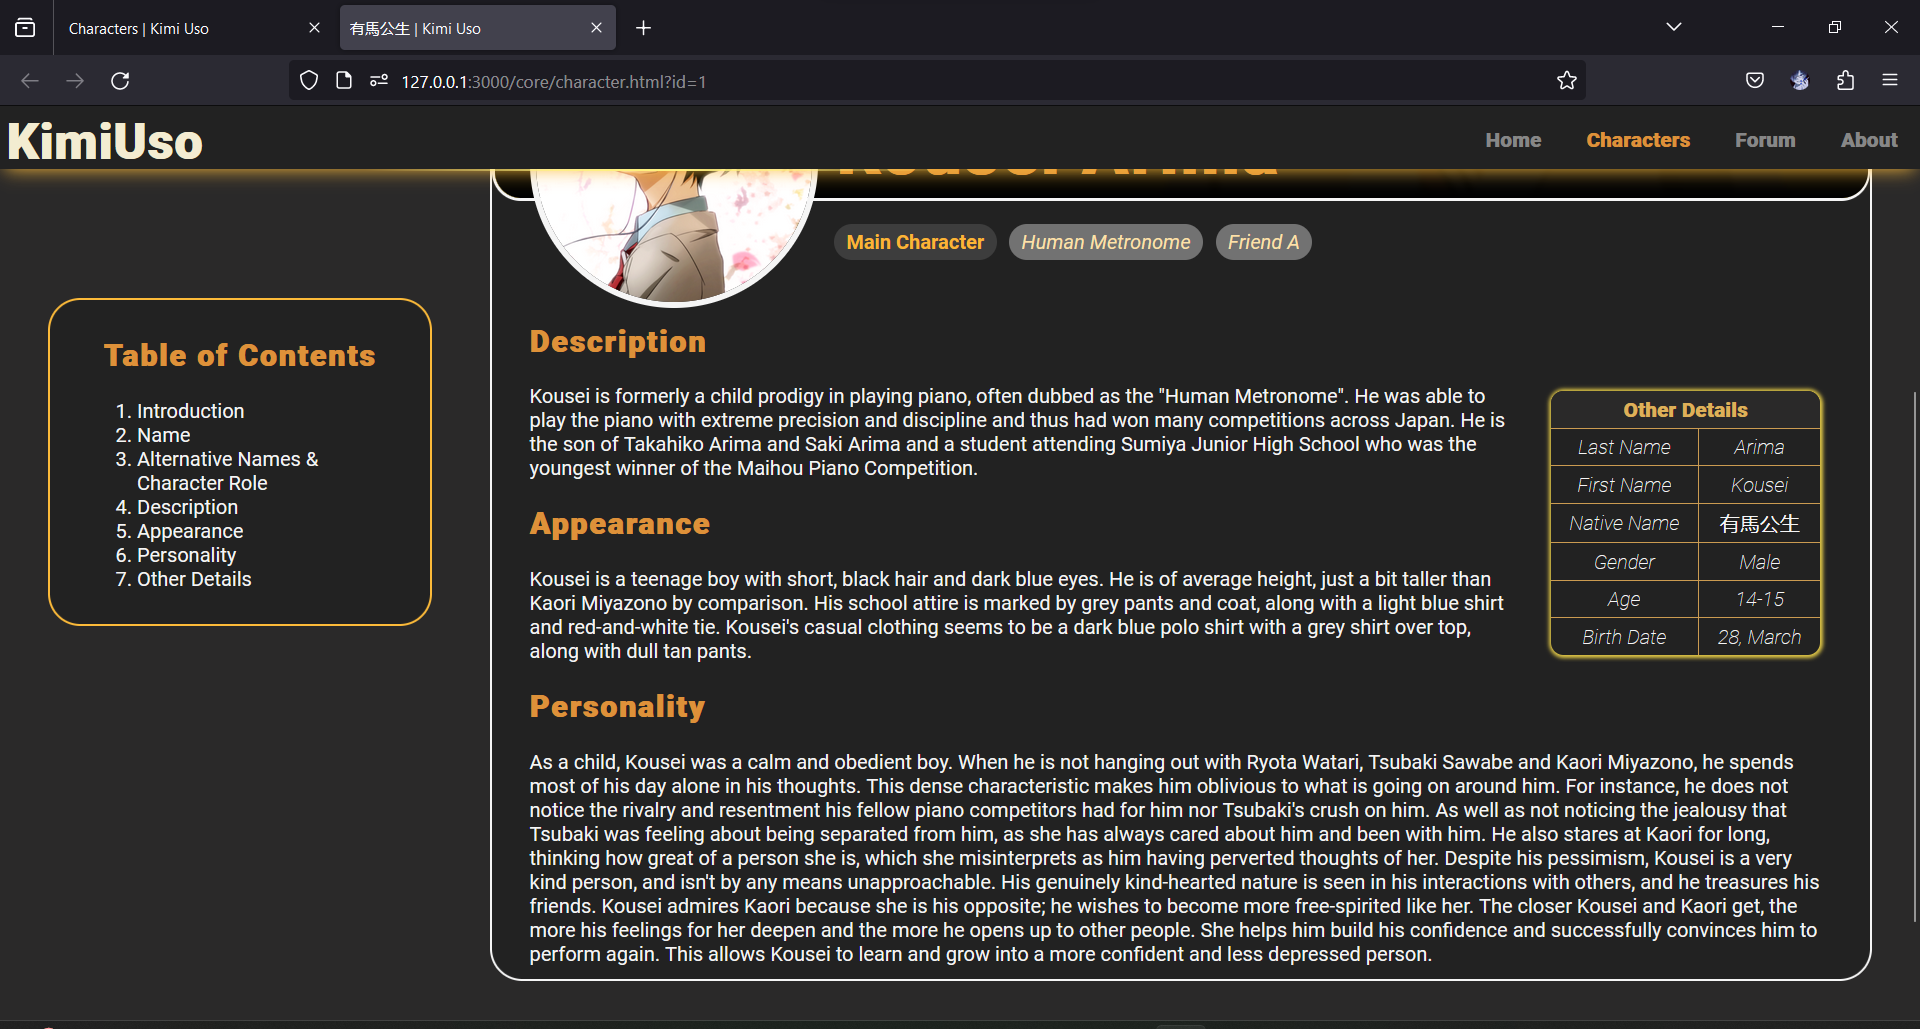 Characters | Kimi Uso
有馬公生 | Kimi Uso
127.0.0.1:3000/core/character.html?id=1
KimiUso
Home
Characters
Forum
About
Kousei Arima
Main Character
Human Metronome
Friend A
Table of Contents
1. Introduction
2. Name
3. Alternative Names &
Character Role
4. Description
5. Appearance
6. Personality
7. Other Details
Description
Kousei is formerly a child prodigy in playing piano, often dubbed as the "Human Metronome". He was able to
play the piano with extreme precision and discipline and thus had won many competitions across Japan. He is
the son of Takahiko Arima and Saki Arima and a student attending Sumiya Junior High School who was the
youngest winner of the Maihou Piano Competition.
Other Details
Last Name Arima
First Name Kousei
Native Name 有馬公生
Gender Male
Age 14-15
Birth Date 28, March
Appearance
Kousei is a teenage boy with short, black hair and dark blue eyes. He is of average height, just a bit taller than
Kaori Miyazono by comparison. His school attire is marked by grey pants and coat, along with a light blue shirt
and red-and-white tie. Kousei's casual clothing seems to be a dark blue polo shirt with a grey shirt over top,
along with dull tan pants.
Personality
As a child, Kousei was a calm and obedient boy. When he is not hanging out with Ryota Watari, Tsubaki Sawabe and Kaori Miyazono, he spends
most of his day alone in his thoughts. This dense characteristic makes him oblivious to what is going on around him. For instance, he does not
notice the rivalry and resentment his fellow piano competitors had for him nor Tsubaki's crush on him. As well as not noticing the jealousy that
Tsubaki was feeling about being separated from him, as she has always cared about him and been with him. He also stares at Kaori for long,
thinking how great of a person she is, which she misinterprets as him having perverted thoughts of her. Despite his pessimism, Kousei is a very
kind person, and isn't by any means unapproachable. His genuinely kind-hearted nature is seen in his interactions with others, and he treasures his
friends. Kousei admires Kaori because she is his opposite; he wishes to become more free-spirited like her. The closer Kousei and Kaori get, the
more his feelings for her deepen and the more he opens up to other people. She helps him build his confidence and successfully convinces him to
perform again. This allows Kousei to learn and grow into a more confident and less depressed person.